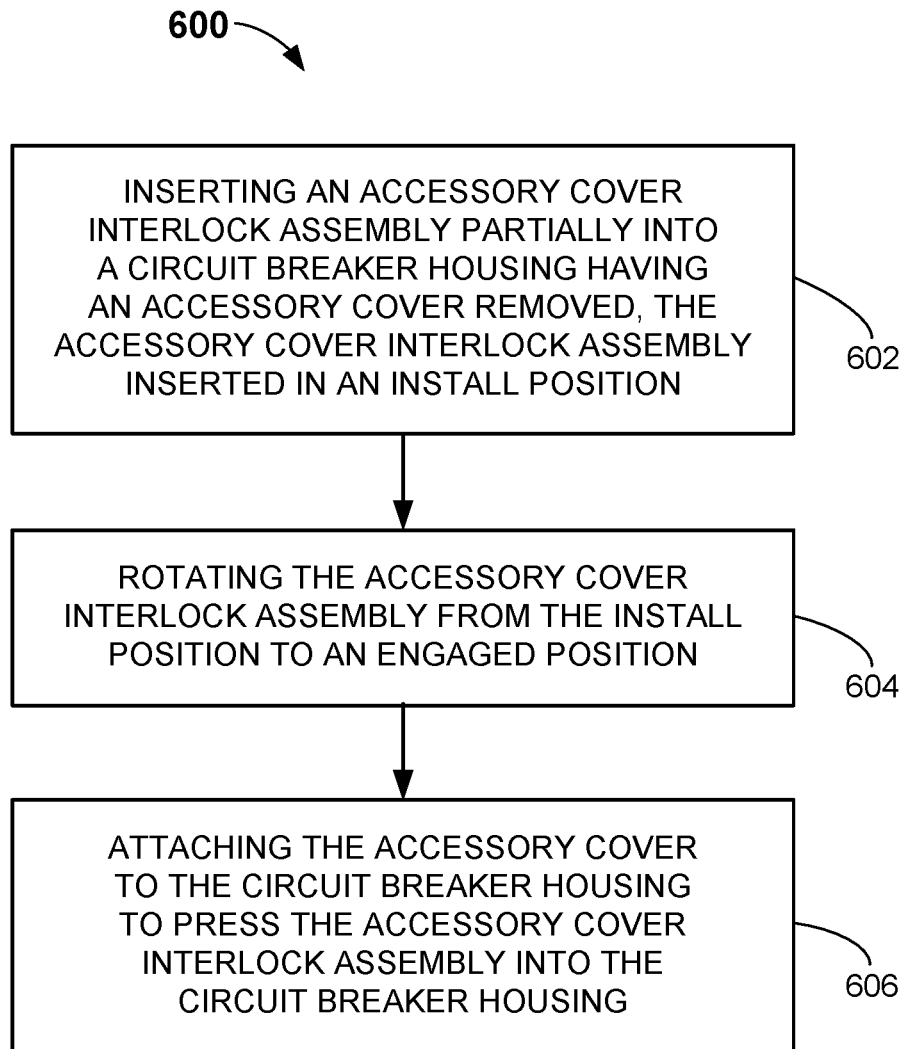 600
INSERTING AN ACCESSORY COVER
INTERLOCK ASSEMBLY PARTIALLY INTO
A CIRCUIT BREAKER HOUSING HAVING
AN ACCESSORY COVER REMOVED, THE
ACCESSORY COVER INTERLOCK ASSEMBLY
INSERTED IN AN INSTALL POSITION
602
ROTATING THE ACCESSORY COVER
INTERLOCK ASSEMBLY FROM THE INSTALL
POSITION TO AN ENGAGED POSITION
604
ATTACHING THE ACCESSORY COVER
TO THE CIRCUIT BREAKER HOUSING
TO PRESS THE ACCESSORY COVER
INTERLOCK ASSEMBLY INTO THE
CIRCUIT BREAKER HOUSING
606